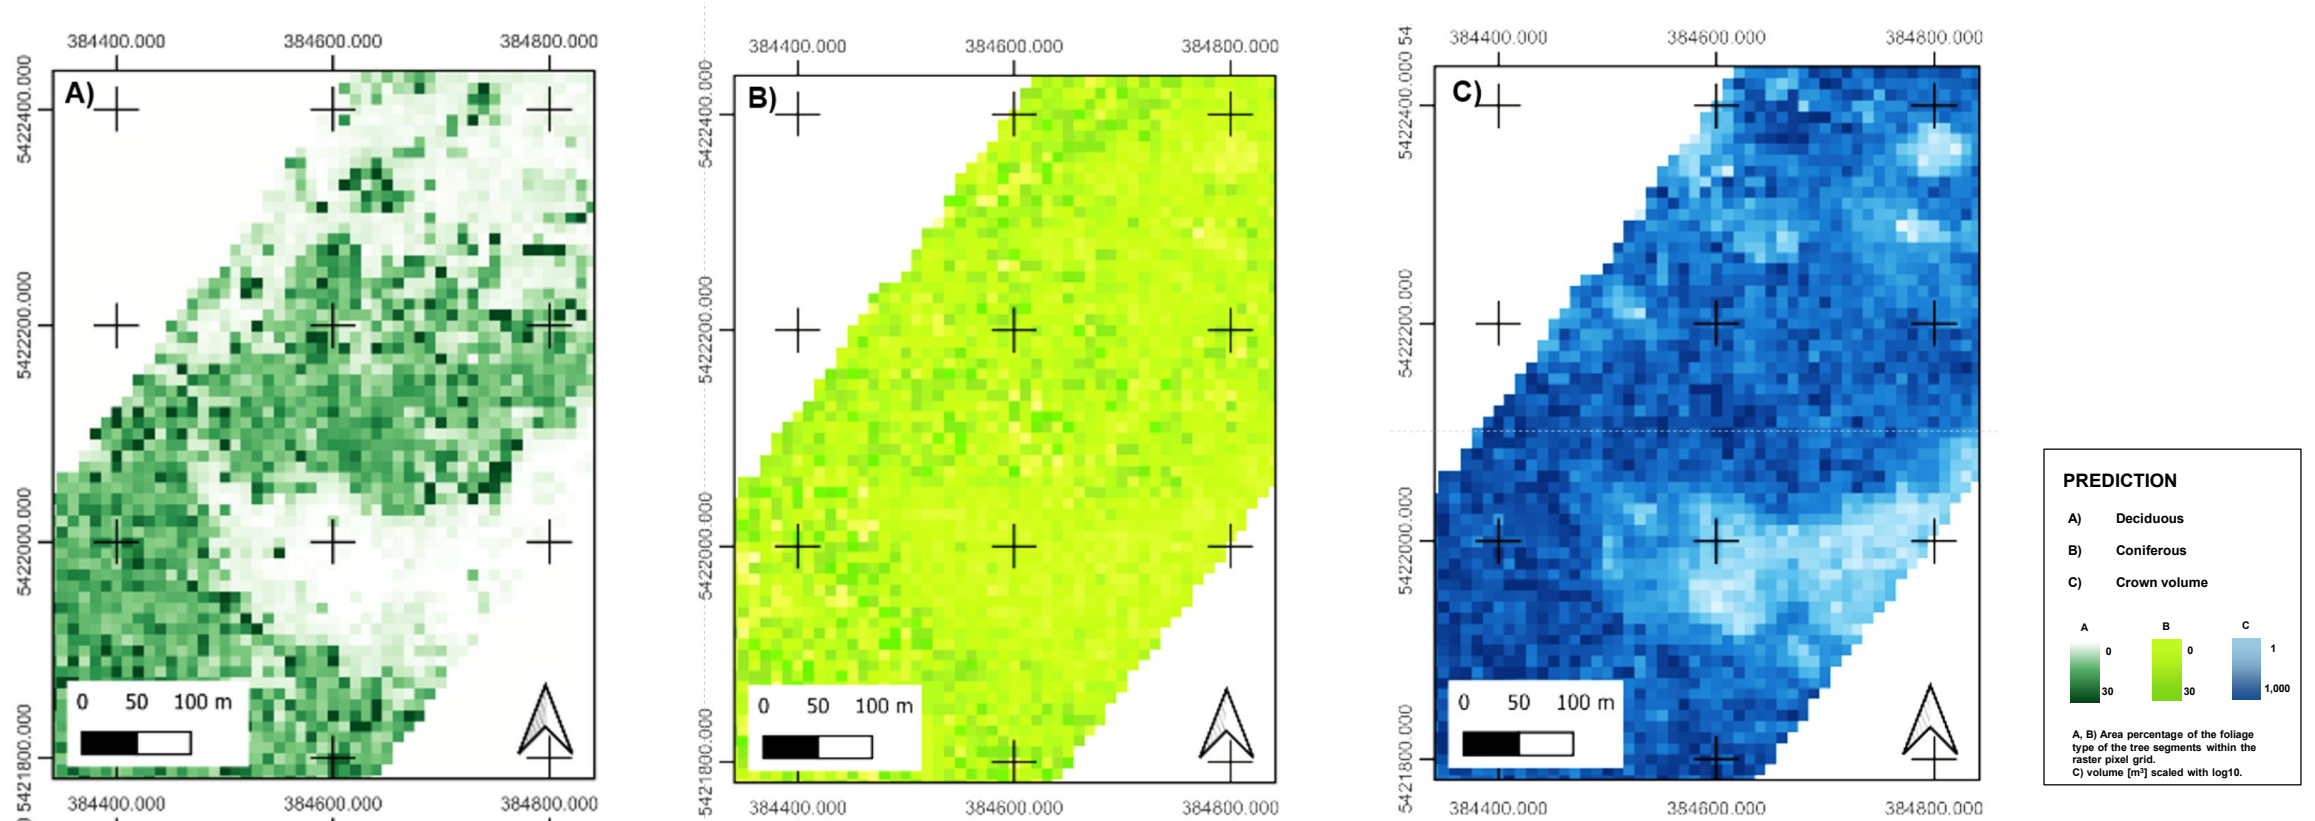 384400.000 384600.000 384800.000
A)
5422400.000
5422200.000
5422000.000
5421800.000
0 50 100 m
384400.000 384600.000 384800.000
384400.000 384600.000 384800.000
B)
5422400.000
5422200.000
5422000.000
5421800.000
0 50 100 m
384400.000 384600.000 384800.000
384400.000 384600.000 384800.000
C)
54
5422400.000
5422200.000
5422000.000
5421800.000
0 50 100 m
384400.000 384600.000 384800.000
PREDICTION
A) Deciduous
B) Coniferous
C) Crown volume
A B C
0 0 1
30 30 1,000
A, B) Area percentage of the foliage
type of the tree segments within the
raster pixel grid.
C) volume [m³] scaled with log10.